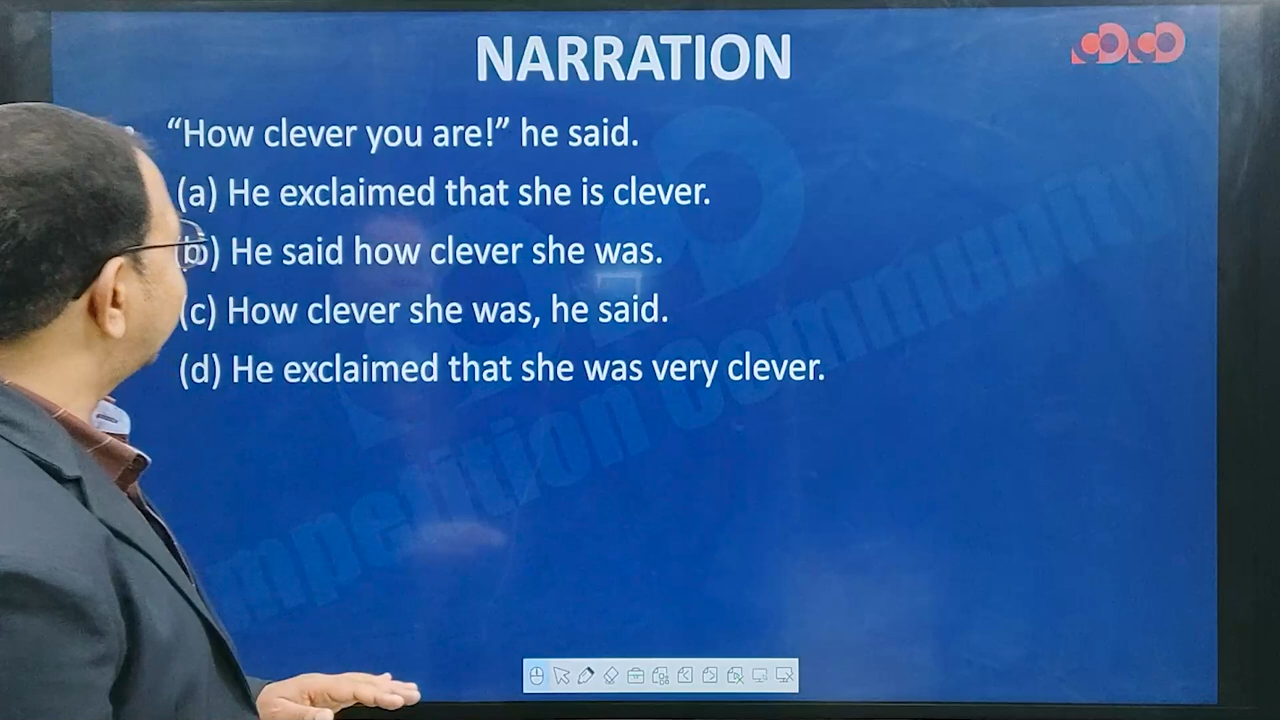 NARRATION
“How clever you are!” he said.
(a) He exclaimed that she is clever.
(b) He said how clever she was.
(c) How clever she was, he said.
(d) He exclaimed that she was very clever.
Community